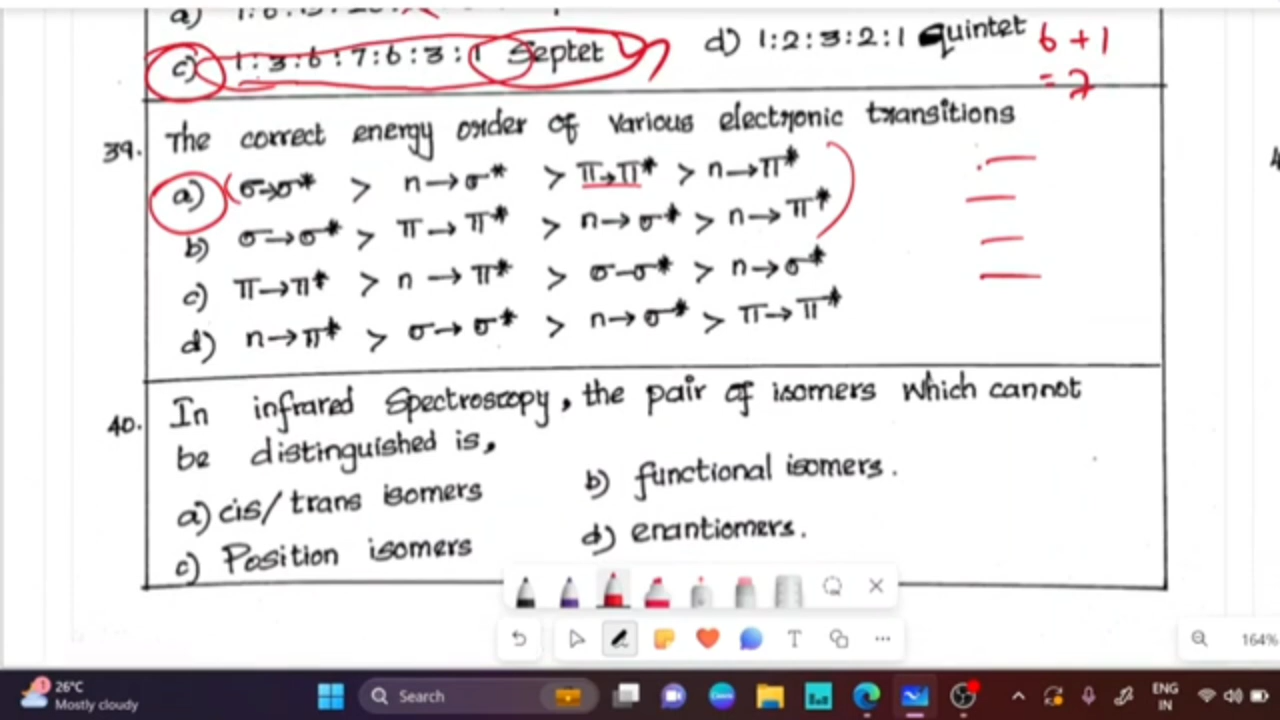 c) 1:3:6:7:6:3:1 Septet d) 1:2:3:2:1 quintet 6+1
=7
39. The correct energy order of various electronic transitions
a) σ→σ* > n→σ* > π→π* > n→π*
b) σ→σ* > π→π* > n→σ* > n→π*
c) π→π* > n→π* > σ-σ* > n→σ*
d) n→π* > σ→σ* > n→σ* > π→π*
40. In infrared Spectroscopy, the pair of isomers which cannot
be distinguished is,
a) cis/trans isomers b) functional isomers.
c) Position isomers d) enantiomers.
164%
1 26°C
Mostly cloudy
Search
ENG
IN